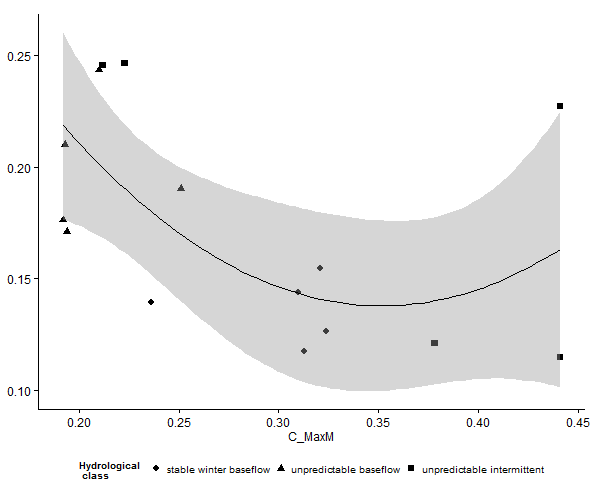 0.25
0.20
0.15
0.10
0.20 0.25 0.30 0.35 0.40 0.45
C_MaxM
Hydrological
class
stable winter baseflow unpredictable baseflow unpredictable intermittent